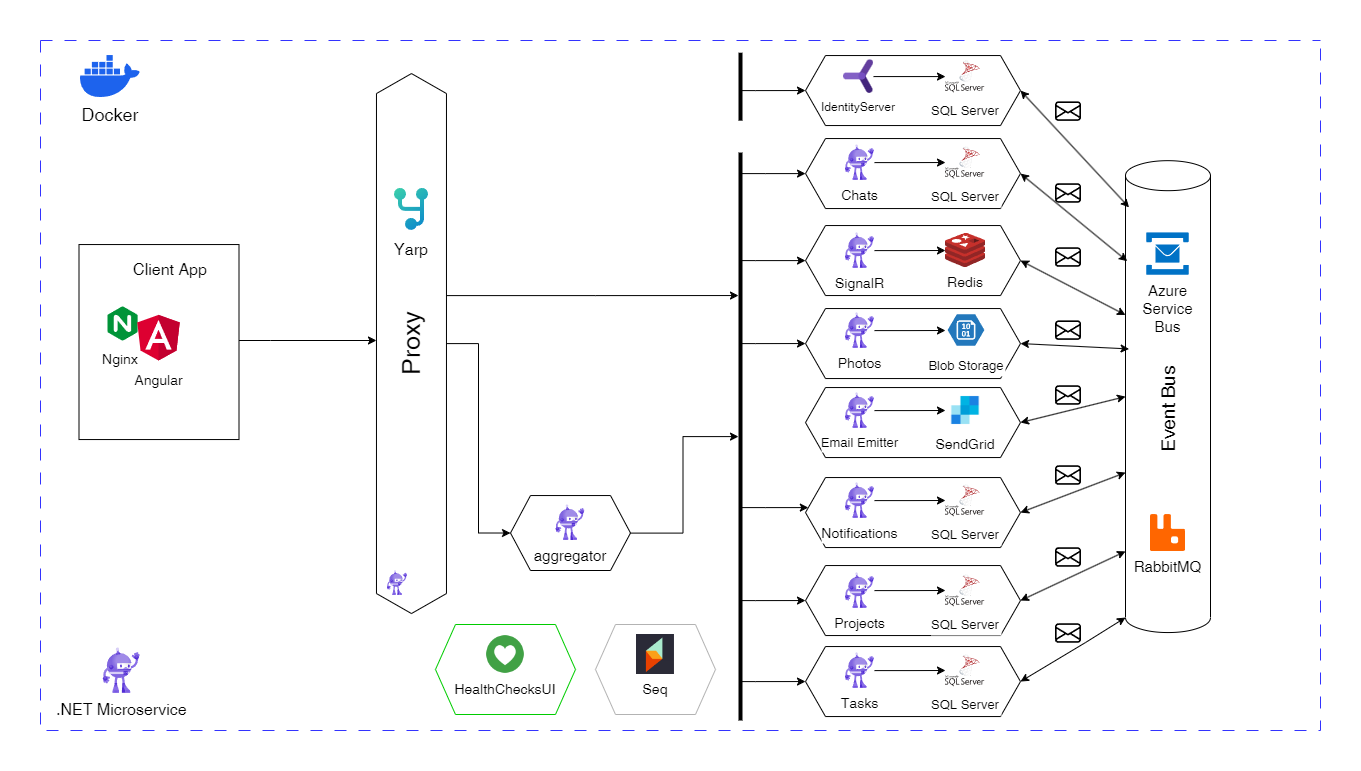 Docker
Client App
N
Nginx
A
Angular
Yarp
Proxy
aggregator
HealthChecksUI
Seq
.NET Microservice
IdentityServer
SQL Server
SQL Server
Chats
SQL Server
SQL Server
SignalR
Redis
Photos
10
01
Blob Storage
Email Emitter
SendGrid
Notifications
SQL Server
SQL Server
Projects
SQL Server
SQL Server
Tasks
SQL Server
SQL Server
Azure
Service
Bus
Event Bus
RabbitMQ